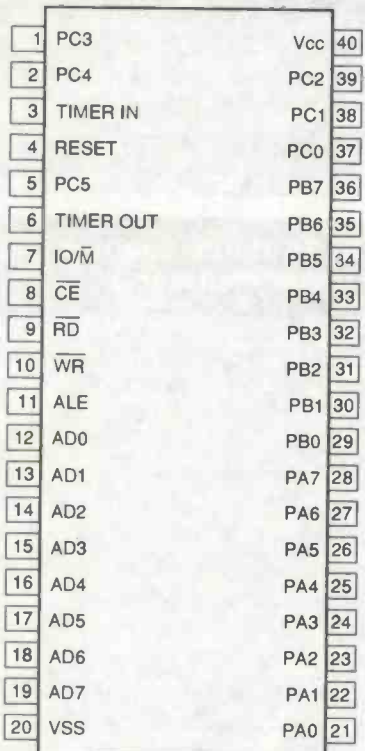 1 PC3 Vcc 40
2 PC4 PC2 39
3 TIMER IN PC1 38
4 RESET PC0 37
5 PC5 PB7 36
6 TIMER OUT PB6 35
7 IO/M̅ PB5 34
8 C̅E̅ PB4 33
9 R̅D̅ PB3 32
10 W̅R̅ PB2 31
11 ALE PB1 30
12 AD0 PB0 29
13 AD1 PA7 28
14 AD2 PA6 27
15 AD3 PA5 26
16 AD4 PA4 25
17 AD5 PA3 24
18 AD6 PA2 23
19 AD7 PA1 22
20 VSS PA0 21